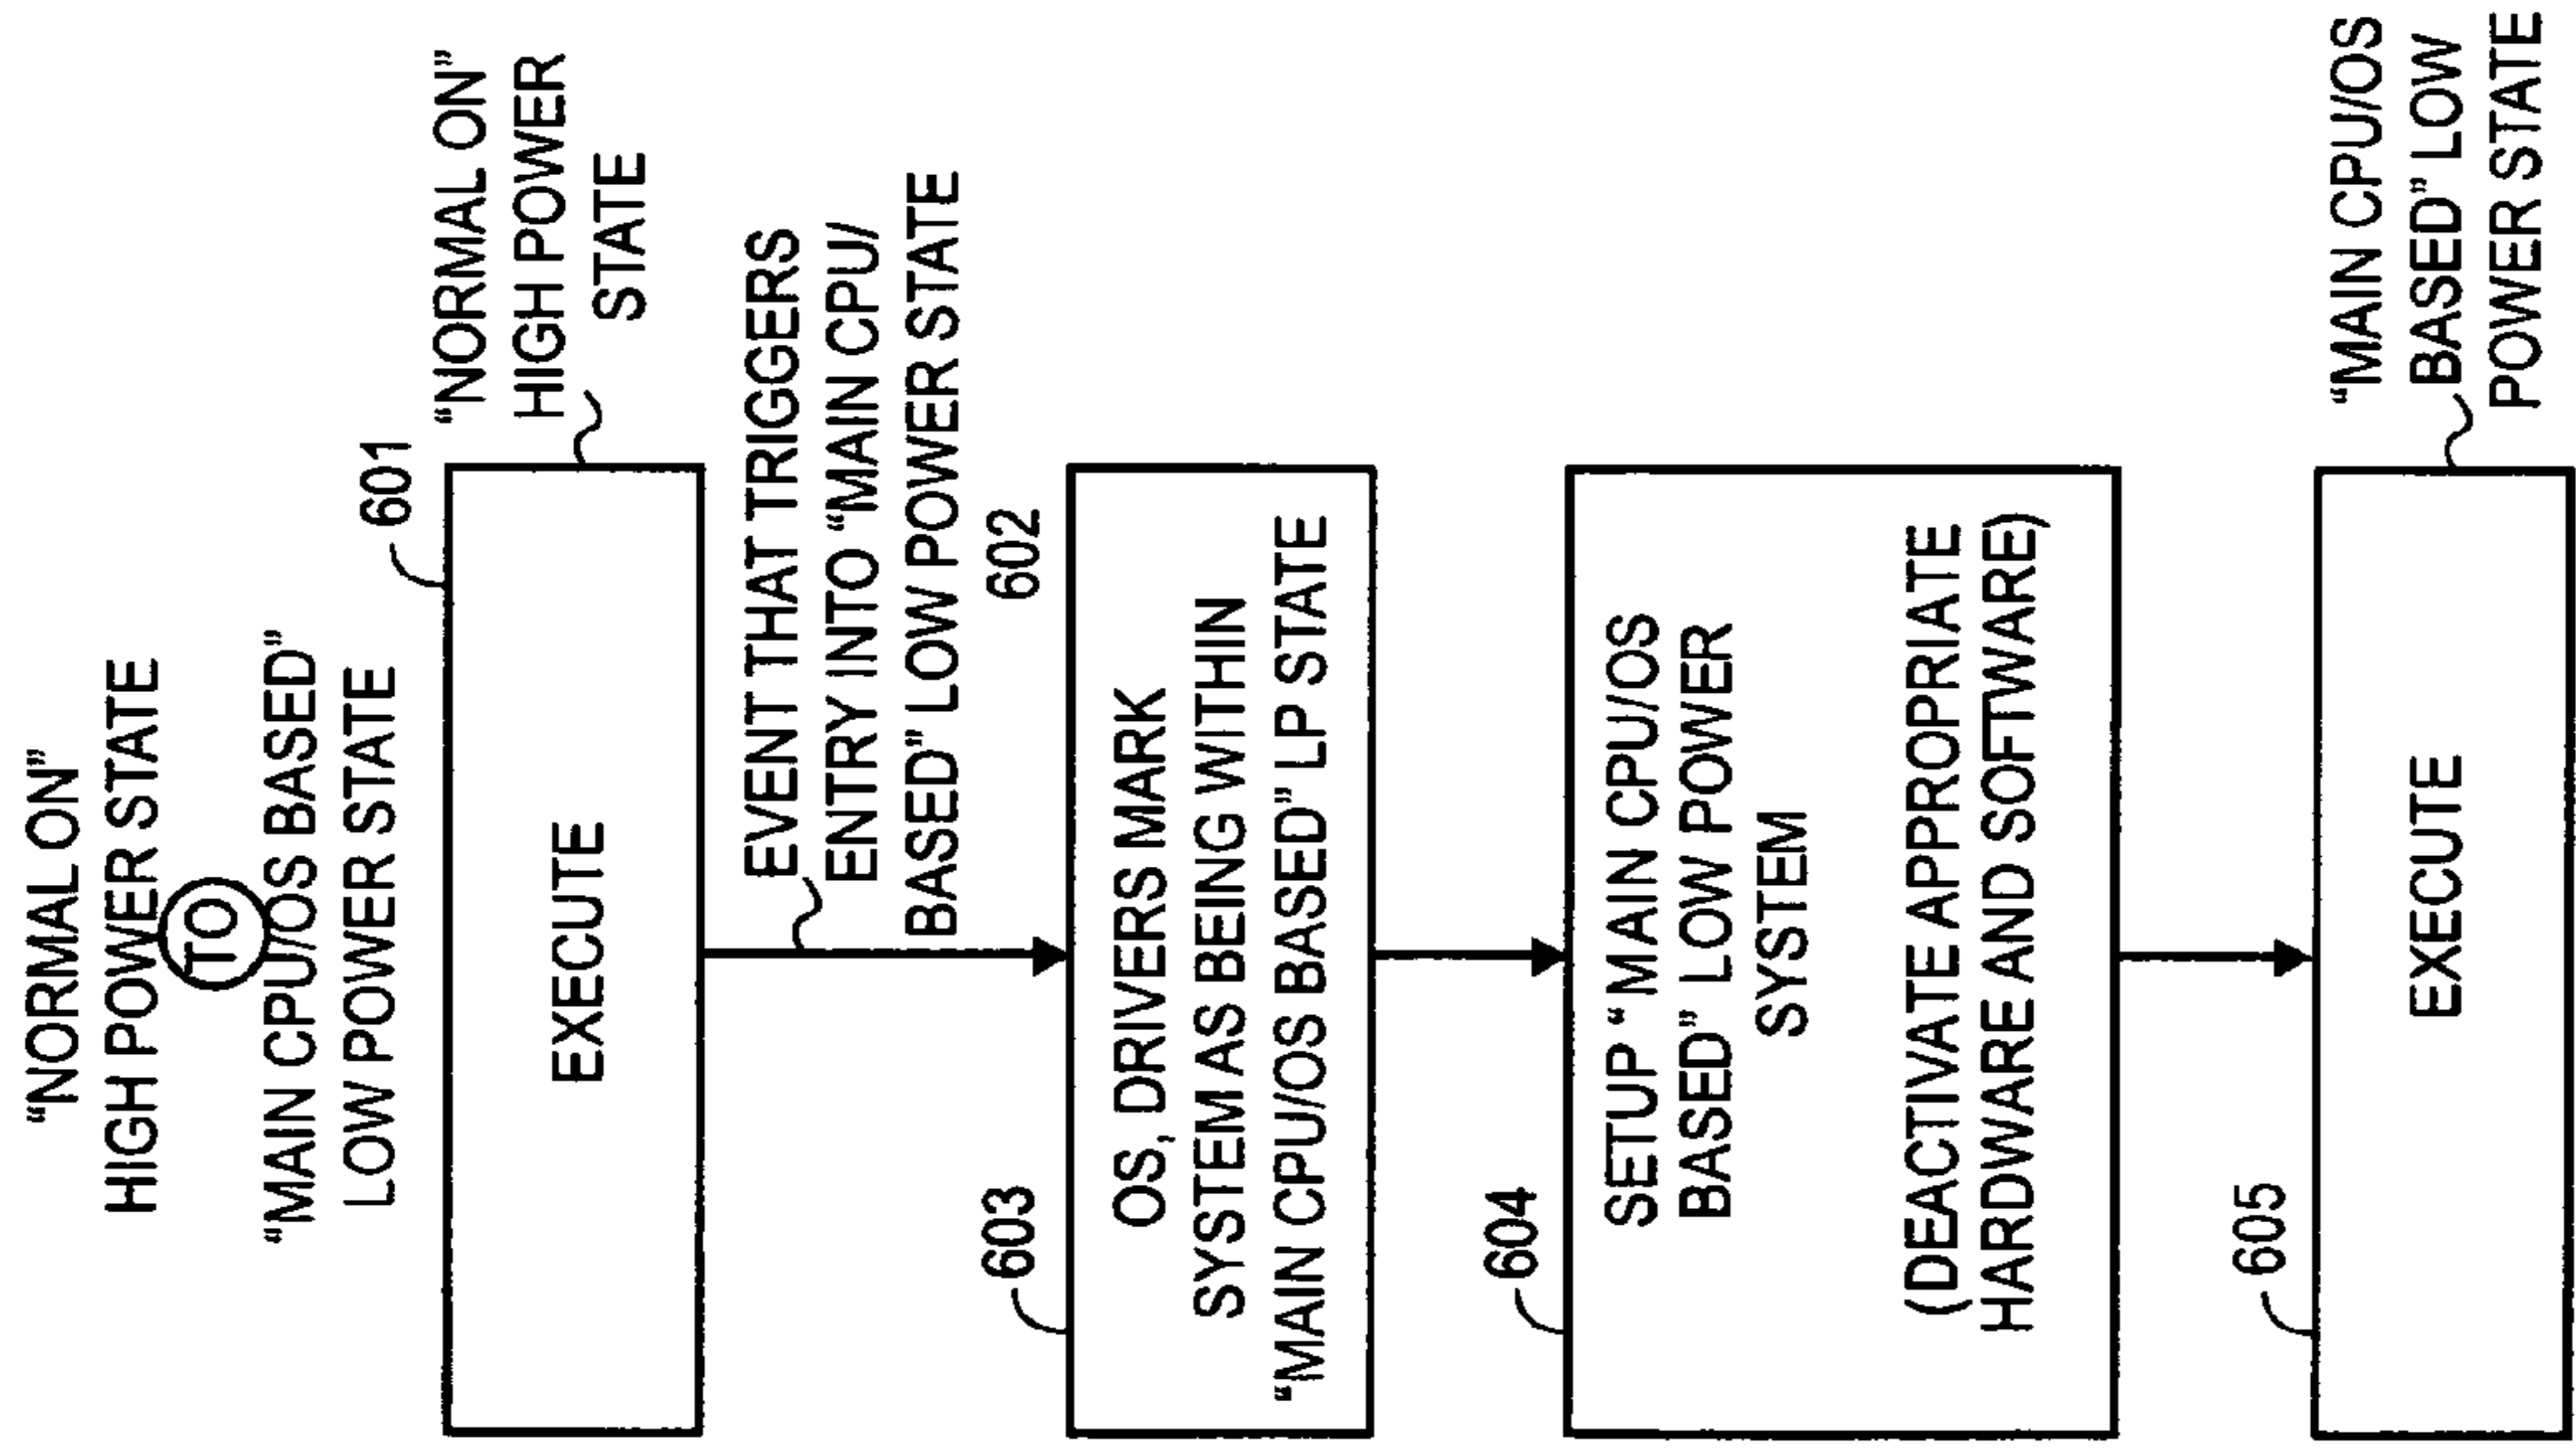 “NORMAL ON”
HIGH POWER STATE
TO
“MAIN CPU/OS BASED”
LOW POWER STATE
601
“NORMAL ON”
HIGH POWER
STATE
EXECUTE
EVENT THAT TRIGGERS
ENTRY INTO “MAIN CPU/
BASED” LOW POWER STATE
602
603
OS, DRIVERS MARK
SYSTEM AS BEING WITHIN
“MAIN CPU/OS BASED” LP STATE
604
SETUP “ MAIN CPU/OS
BASED” LOW POWER
SYSTEM
(DEACTIVATE APPROPRIATE
HARDWARE AND SOFTWARE)
605
EXECUTE
“MAIN CPU/OS
BASED” LOW
POWER STATE